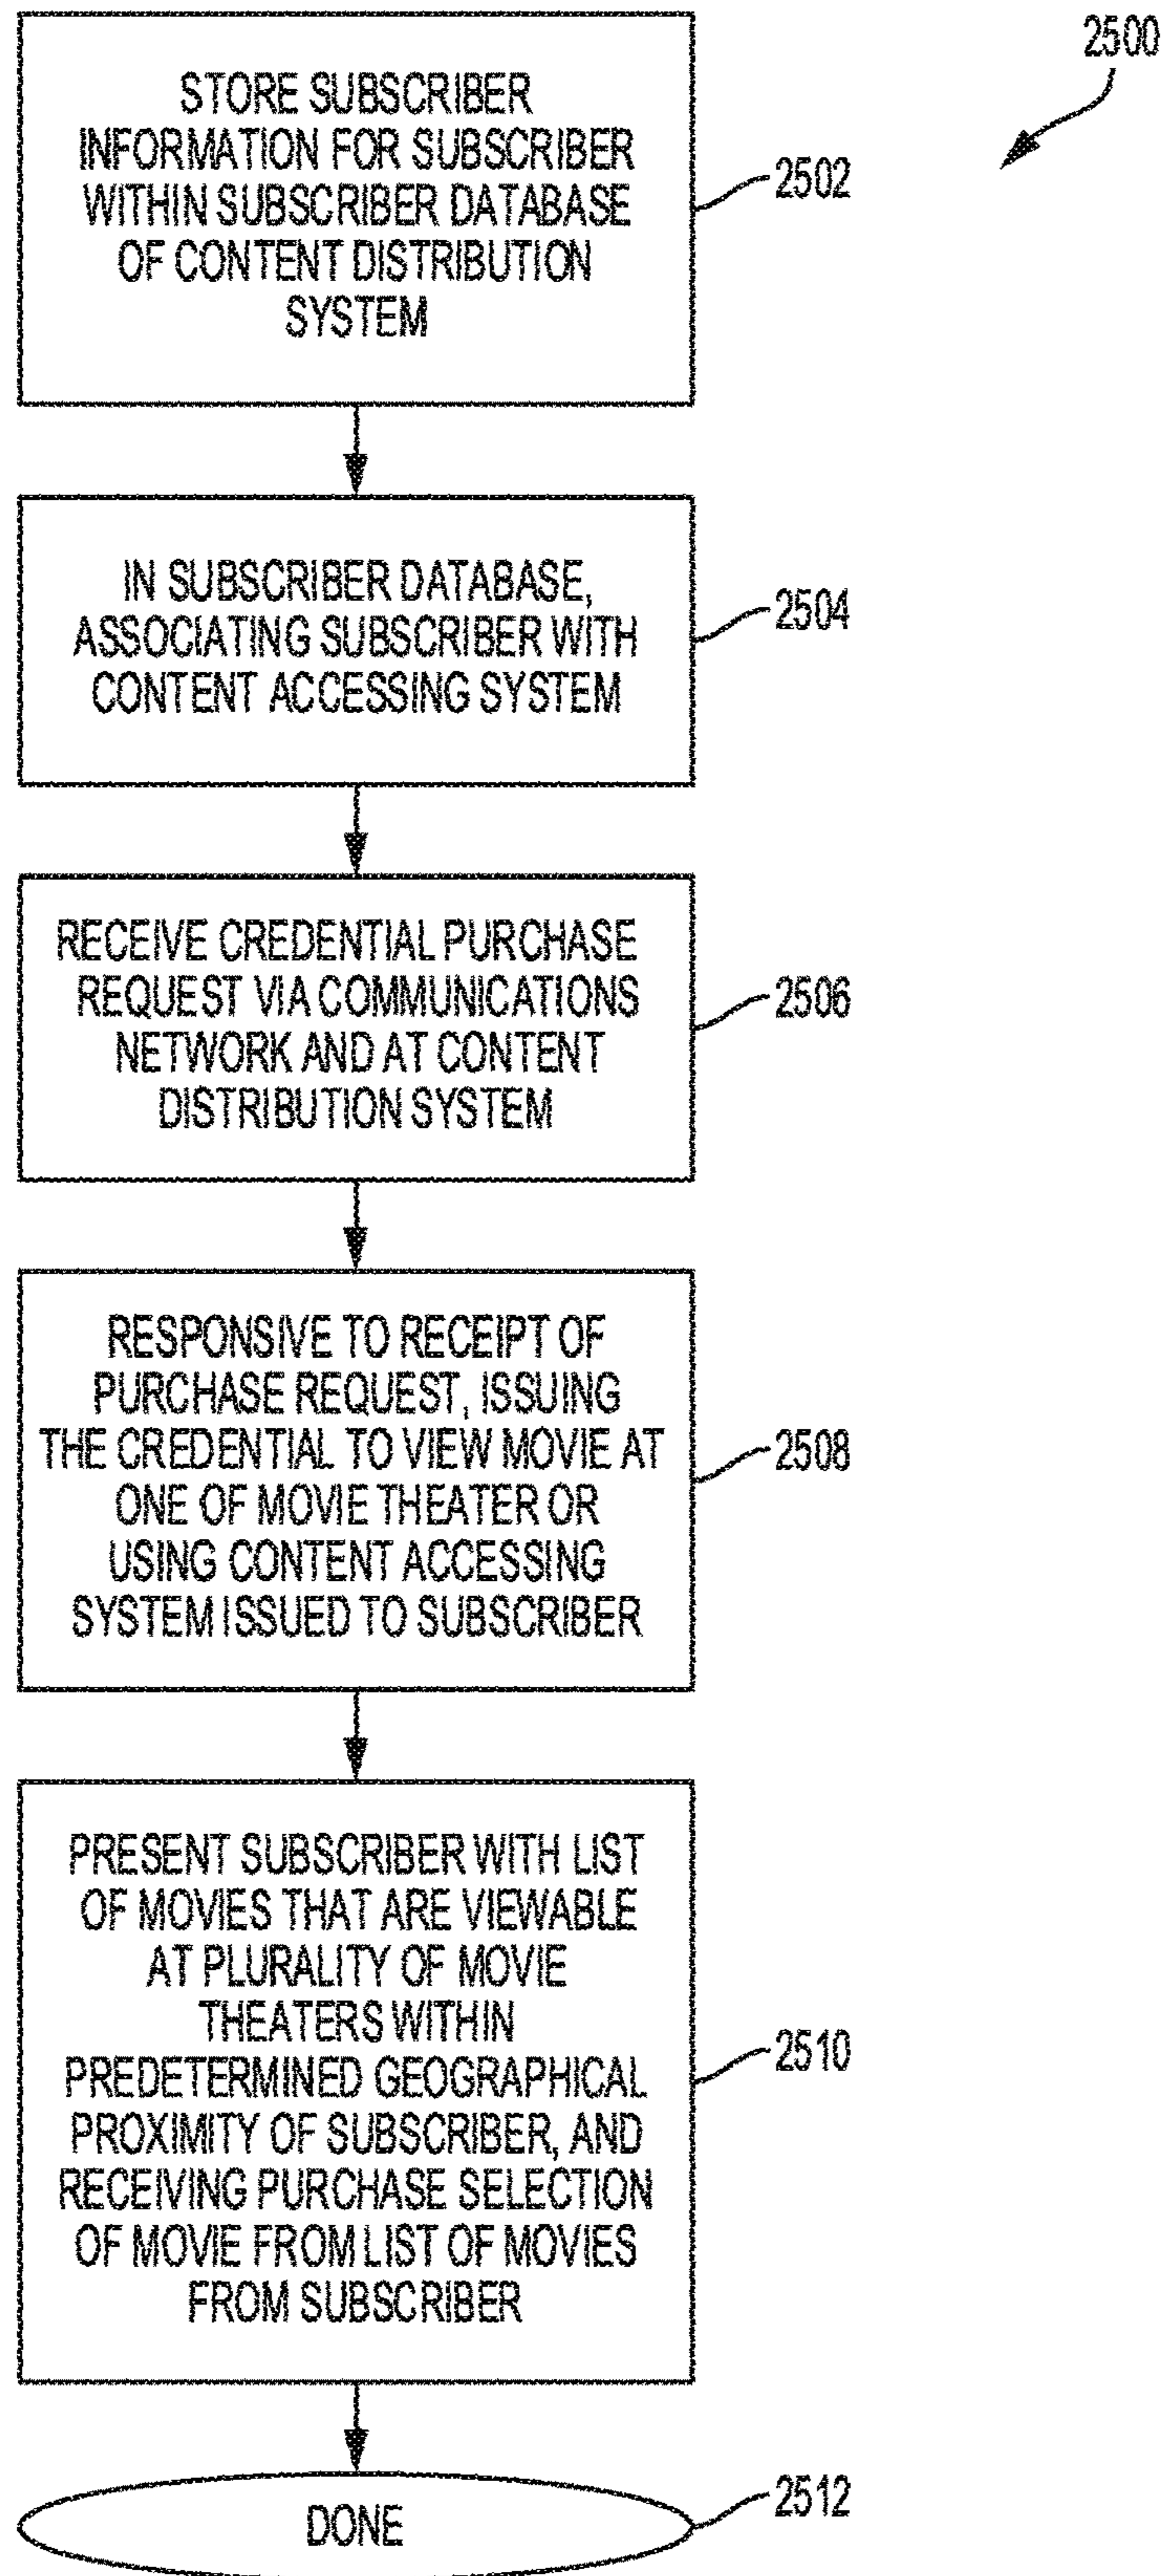 2500
STORE SUBSCRIBER
INFORMATION FOR SUBSCRIBER
WITHIN SUBSCRIBER DATABASE
OF CONTENT DISTRIBUTION
SYSTEM
2502
IN SUBSCRIBER DATABASE,
ASSOCIATING SUBSCRIBER WITH
CONTENT ACCESSING SYSTEM
2504
RECEIVE CREDENTIAL PURCHASE
REQUEST VIA COMMUNICATIONS
NETWORK AND AT CONTENT
DISTRIBUTION SYSTEM
2506
RESPONSIVE TO RECEIPT OF
PURCHASE REQUEST, ISSUING
THE CREDENTIAL TO VIEW MOVIE AT
ONE OF MOVIE THEATER OR
USING CONTENT ACCESSING
SYSTEM ISSUED TO SUBSCRIBER
2508
PRESENT SUBSCRIBER WITH LIST
OF MOVIES THAT ARE VIEWABLE
AT PLURALITY OF MOVIE
THEATERS WITHIN
PREDETERMINED GEOGRAPHICAL
PROXIMITY OF SUBSCRIBER, AND
RECEIVING PURCHASE SELECTION
OF MOVIE FROM LIST OF MOVIES
FROM SUBSCRIBER
2510
DONE
2512